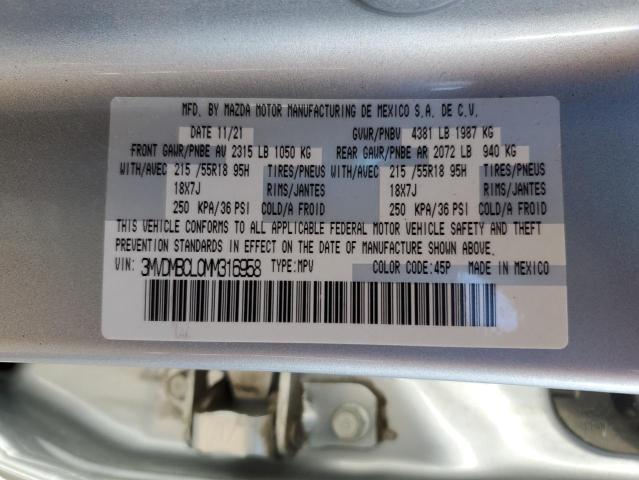 MFD. BY MAZDA MOTOR MANUFACTURING DE MEXICO S.A. DE C.V.
DATE 11/21 GVWR/PNBV 4381 LB 1987 KG
FRONT GAWR/PNBE AV 2315 LB 1050 KG REAR GAWR/PNBE AR 2072 LB 940 KG
WITH/AVEC 215 /55R18 95H TIRES/PNEUS WITH/AVEC 215 /55R18 95H TIRES/PNEUS
18X7J RIMS/JANTES 18X7J RIMS/JANTES
250 KPA/36 PSI COLD/A FROID 250 KPA/36 PSI COLD/A FROID
THIS VEHICLE CONFORMS TO ALL APPLICABLE FEDERAL MOTOR VEHICLE SAFETY AND THEFT
PREVENTION STANDARDS IN EFFECT ON THE DATE OF MANUFACTURE SHOWN ABOVE.
VIN: 3MVDMBCL0MM316958 TYPE:MPV COLOR CODE:45P MADE IN MEXICO